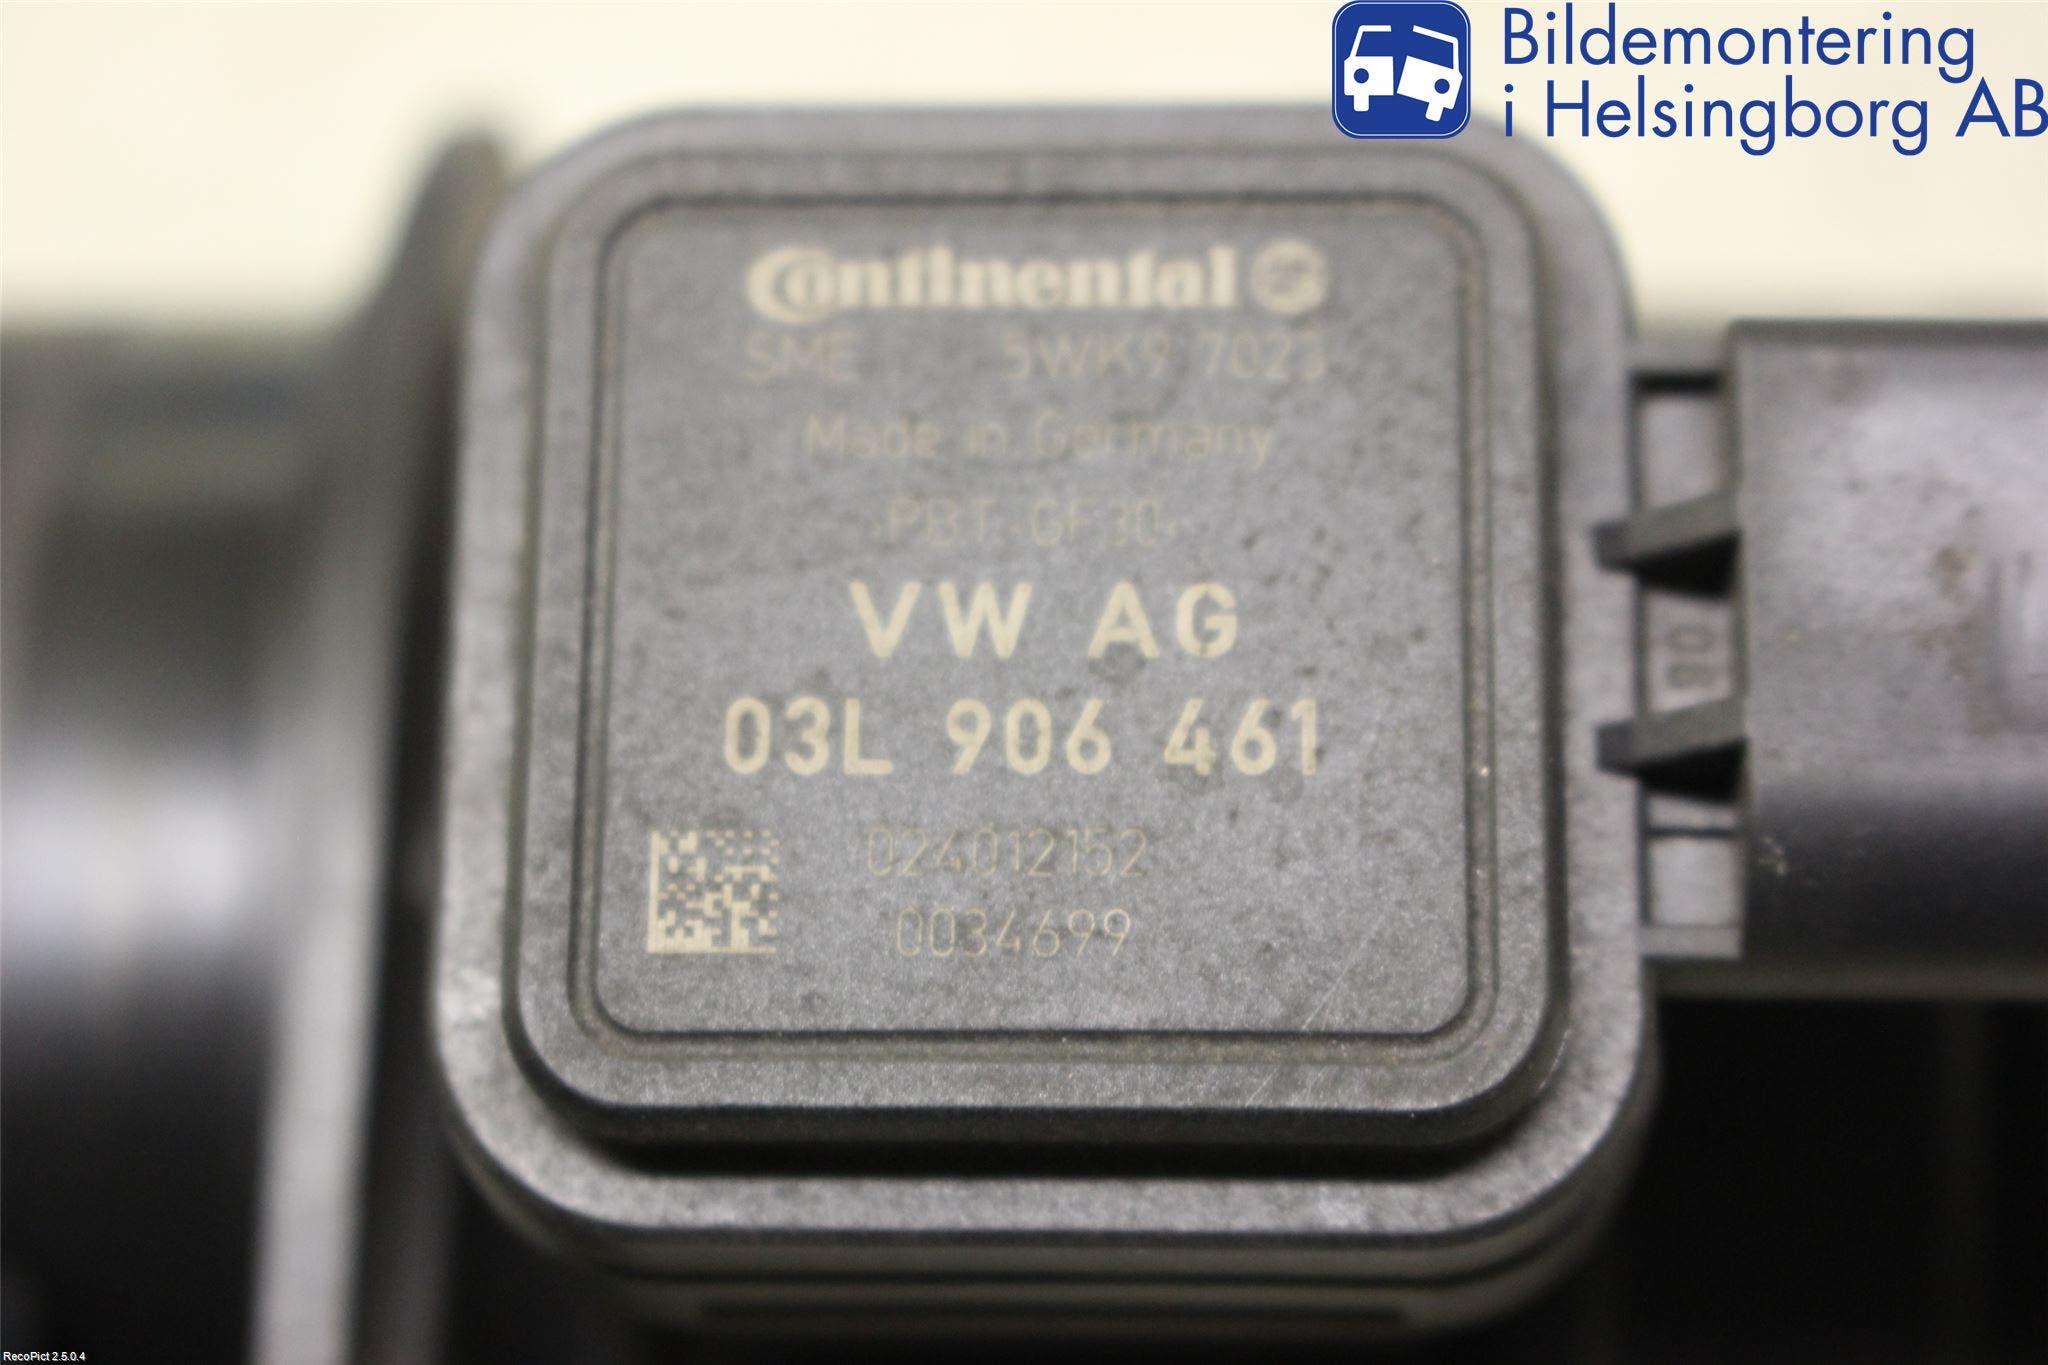 Bildemontering
i Helsingborg AB
Continental
SME 5WK9 7023
Made in Germany
>PBT-GF30<
VW AG
03L 906 461
024012152
0034699
RecoPict 2.5.0.4